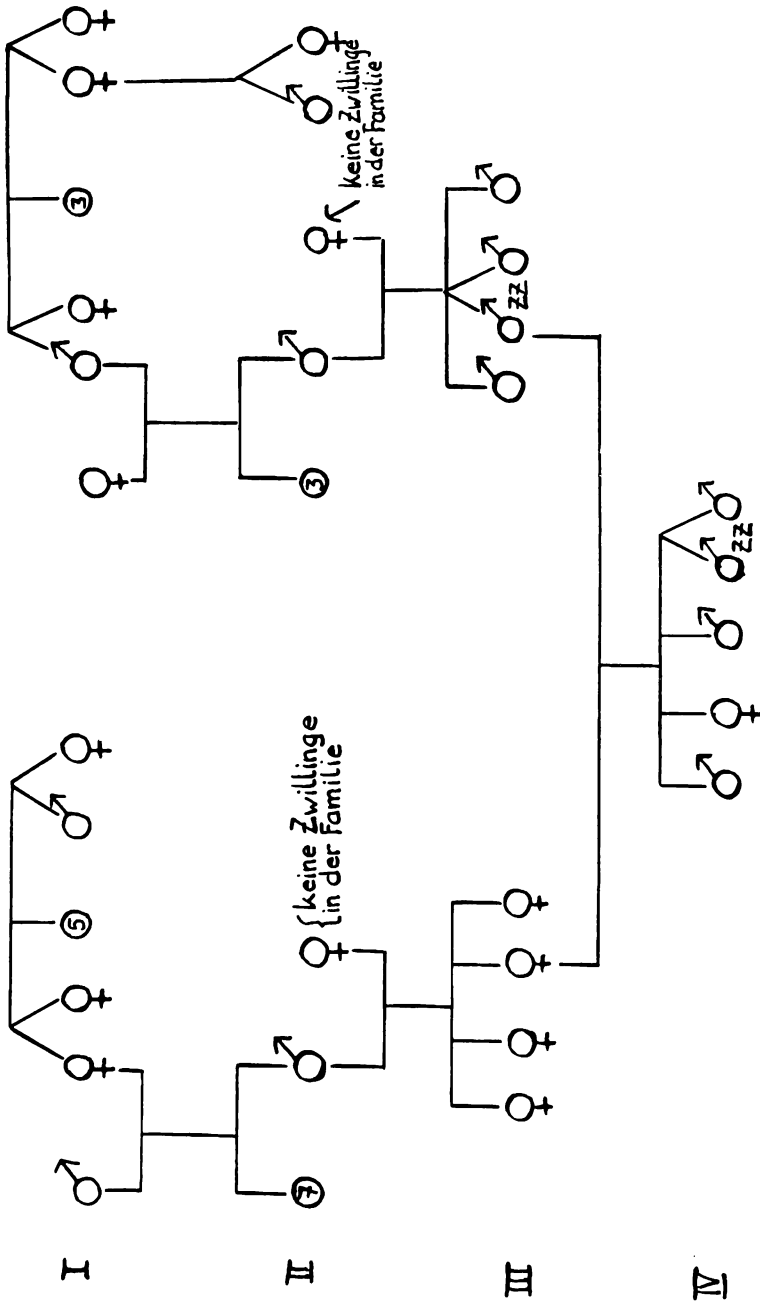 I
5
3
II
7
{keine Zwillinge
in der Familie
3
keine Zwillinge
in der Familie
III
ZZ
IV
ZZ